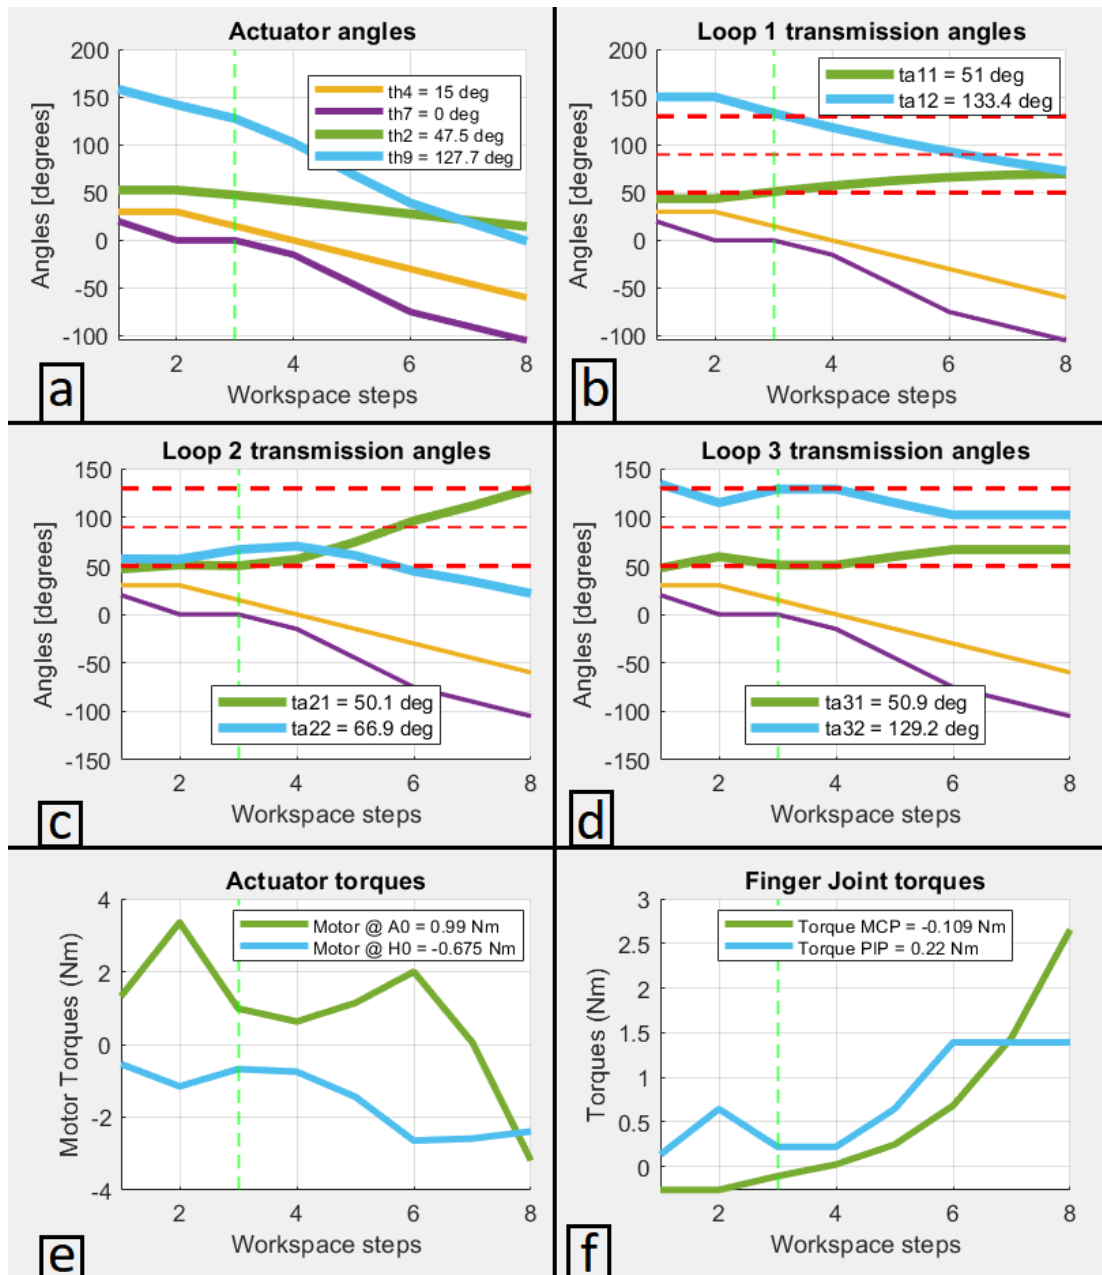 Actuator angles
200
150
100
50
0
-50
-100
th4 = 15 deg
th7 = 0 deg
th2 = 47.5 deg
th9 = 127.7 deg
Angles [degrees]
2
4
6
8
Workspace steps
a
Loop 1 transmission angles
200
150
100
50
0
-50
-100
ta11 = 51 deg
ta12 = 133.4 deg
Angles [degrees]
2
4
6
8
Workspace steps
b
Loop 2 transmission angles
150
100
50
0
-50
-100
-150
ta21 = 50.1 deg
ta22 = 66.9 deg
Angles [degrees]
2
4
6
8
Workspace steps
c
Loop 3 transmission angles
150
100
50
0
-50
-100
-150
ta31 = 50.9 deg
ta32 = 129.2 deg
Angles [degrees]
2
4
6
8
Workspace steps
d
Actuator torques
4
2
0
-2
-4
Motor @ A0 = 0.99 Nm
Motor @ H0 = -0.675 Nm
Motor Torques (Nm)
2
4
6
8
Workspace steps
e
Finger Joint torques
3
2.5
2
1.5
1
0.5
0
Torque MCP = -0.109 Nm
Torque PIP = 0.22 Nm
Torques (Nm)
2
4
6
8
Workspace steps
f